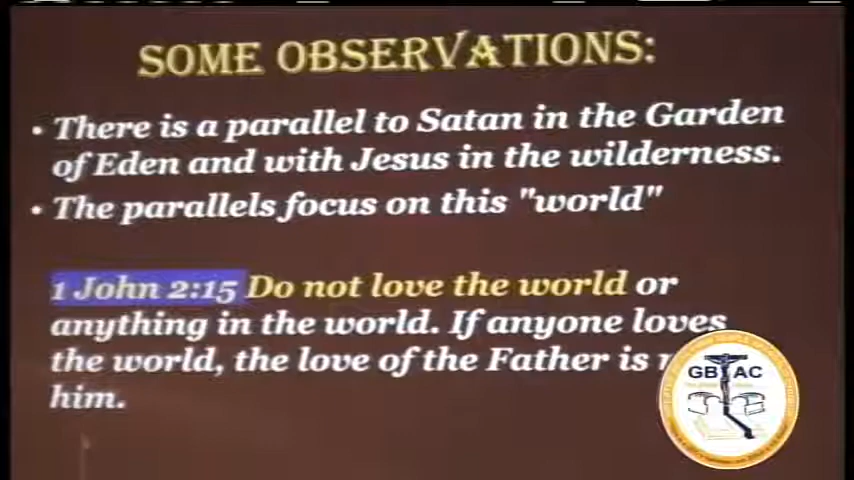 SOME OBSERVATIONS:
• There is a parallel to Satan in the Garden
of Eden and with Jesus in the wilderness.
• The parallels focus on this "world"
1 John 2:15 Do not love the world or
anything in the world. If anyone loves
the world, the love of the Father is
him.
GB AC